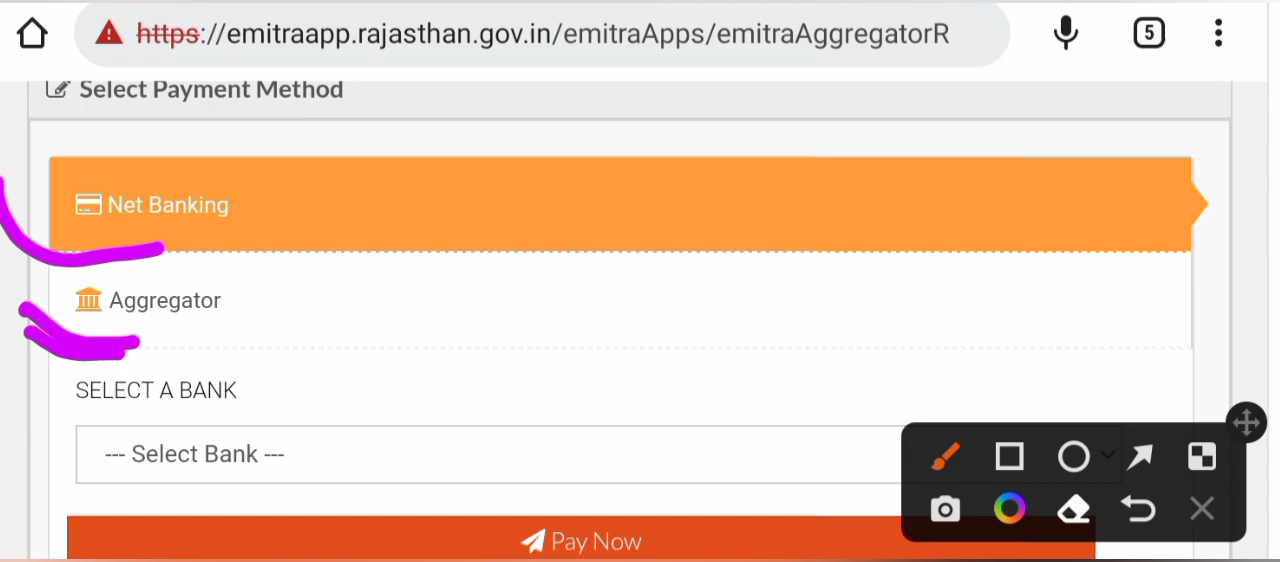 https://emitraapp.rajasthan.gov.in/emitraApps/emitraAggregatorR
5
Select Payment Method
Net Banking
Aggregator
SELECT A BANK
--- Select Bank ---
Pay Now